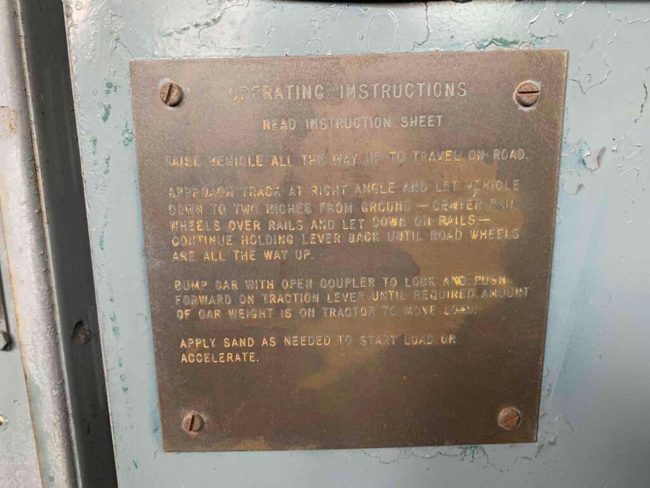 OPERATING INSTRUCTIONS
READ INSTRUCTION SHEET
RAISE VEHICLE ALL THE WAY UP TO TRAVEL ON ROAD.
APPROACH TRACK AT RIGHT ANGLE AND LET VEHICLE
DOWN TO TWO INCHES FROM GROUND — CENTER RAIL
WHEELS OVER RAILS AND LET DOWN ON RAILS—
CONTINUE HOLDING LEVER BACK UNTIL ROAD WHEELS
ARE ALL THE WAY UP.
BUMP CAR WITH OPEN COUPLER TO LOCK AND PUSH
FORWARD ON TRACTION LEVER UNTIL REQUIRED AMOUNT
OF CAR WEIGHT IS ON TRACTOR TO MOVE LOAD.
APPLY SAND AS NEEDED TO START LOAD OR
ACCELERATE.